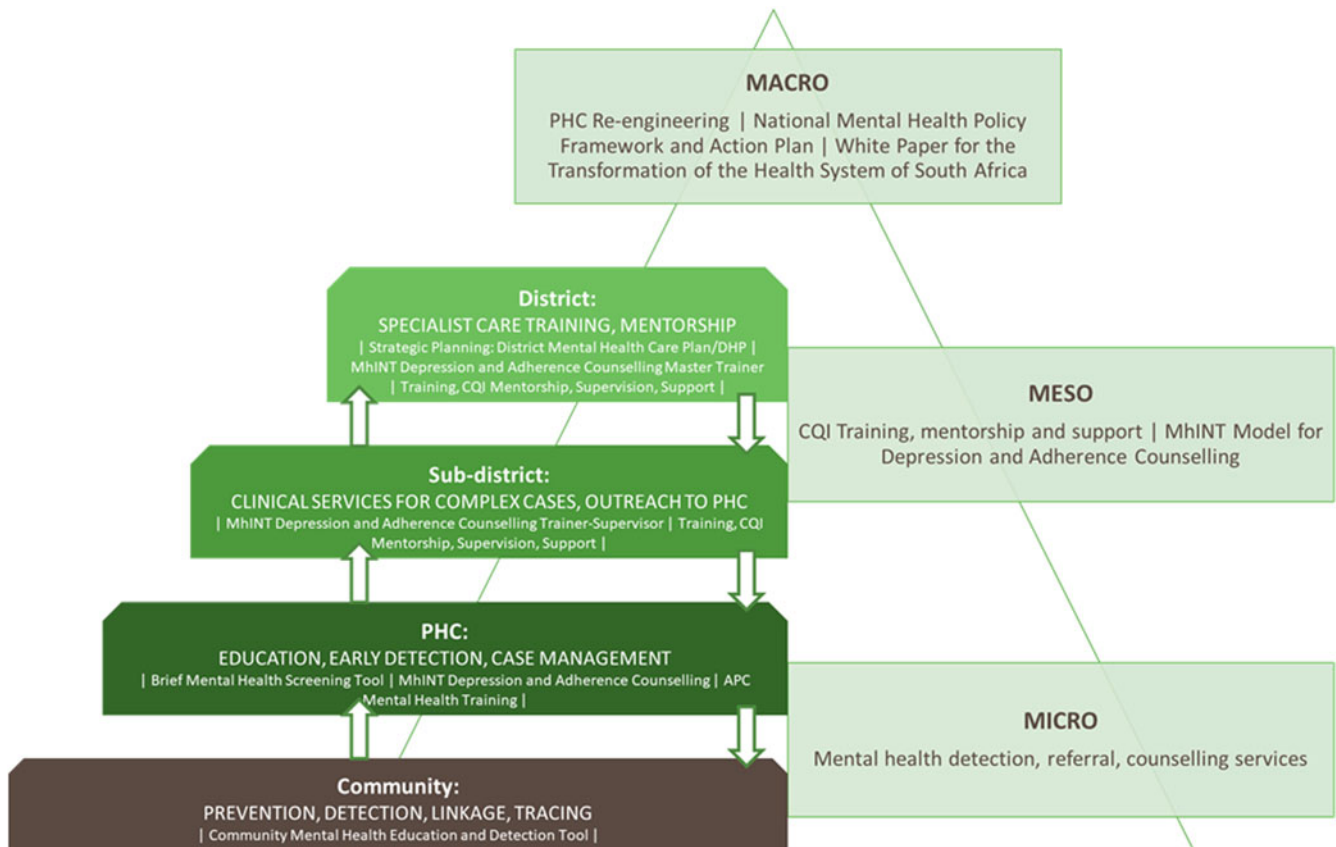 MACRO
PHC Re-engineering | National Mental Health Policy
Framework and Action Plan | White Paper for the
Transformation of the Health System of South Africa
District:
SPECIALIST CARE TRAINING, MENTORSHIP
| Strategic Planning: District Mental Health Care Plan/DHP |
MhINT Depression and Adherence Counselling Master Trainer
| Training, CQI Mentorship, Supervision, Support |
MESO
CQI Training, mentorship and support | MhINT Model for
Depression and Adherence Counselling
Sub-district:
CLINICAL SERVICES FOR COMPLEX CASES, OUTREACH TO PHC
| MhINT Depression and Adherence Counselling Trainer-Supervisor | Training, CQI
Mentorship, Supervision, Support |
PHC:
EDUCATION, EARLY DETECTION, CASE MANAGEMENT
| Brief Mental Health Screening Tool | MhINT Depression and Adherence Counselling | APC
Mental Health Training |
MICRO
Mental health detection, referral, counselling services
Community:
PREVENTION, DETECTION, LINKAGE, TRACING
| Community Mental Health Education and Detection Tool |